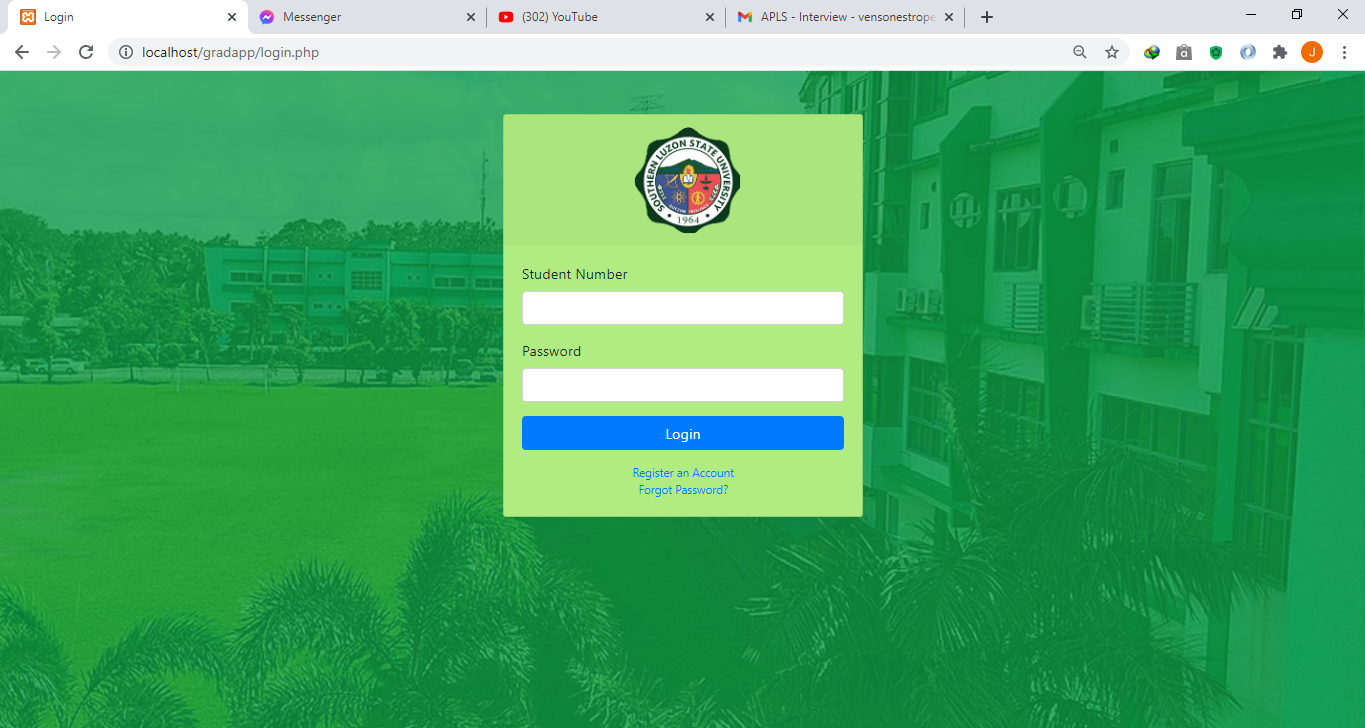 Login
Messenger
(302) YouTube
APLS - Interview - vensonestrope
localhost/gradapp/login.php
J
SOUTHERN LUZON STATE UNIVERSITY
1964
Student Number
Password
Login
Register an Account
Forgot Password?